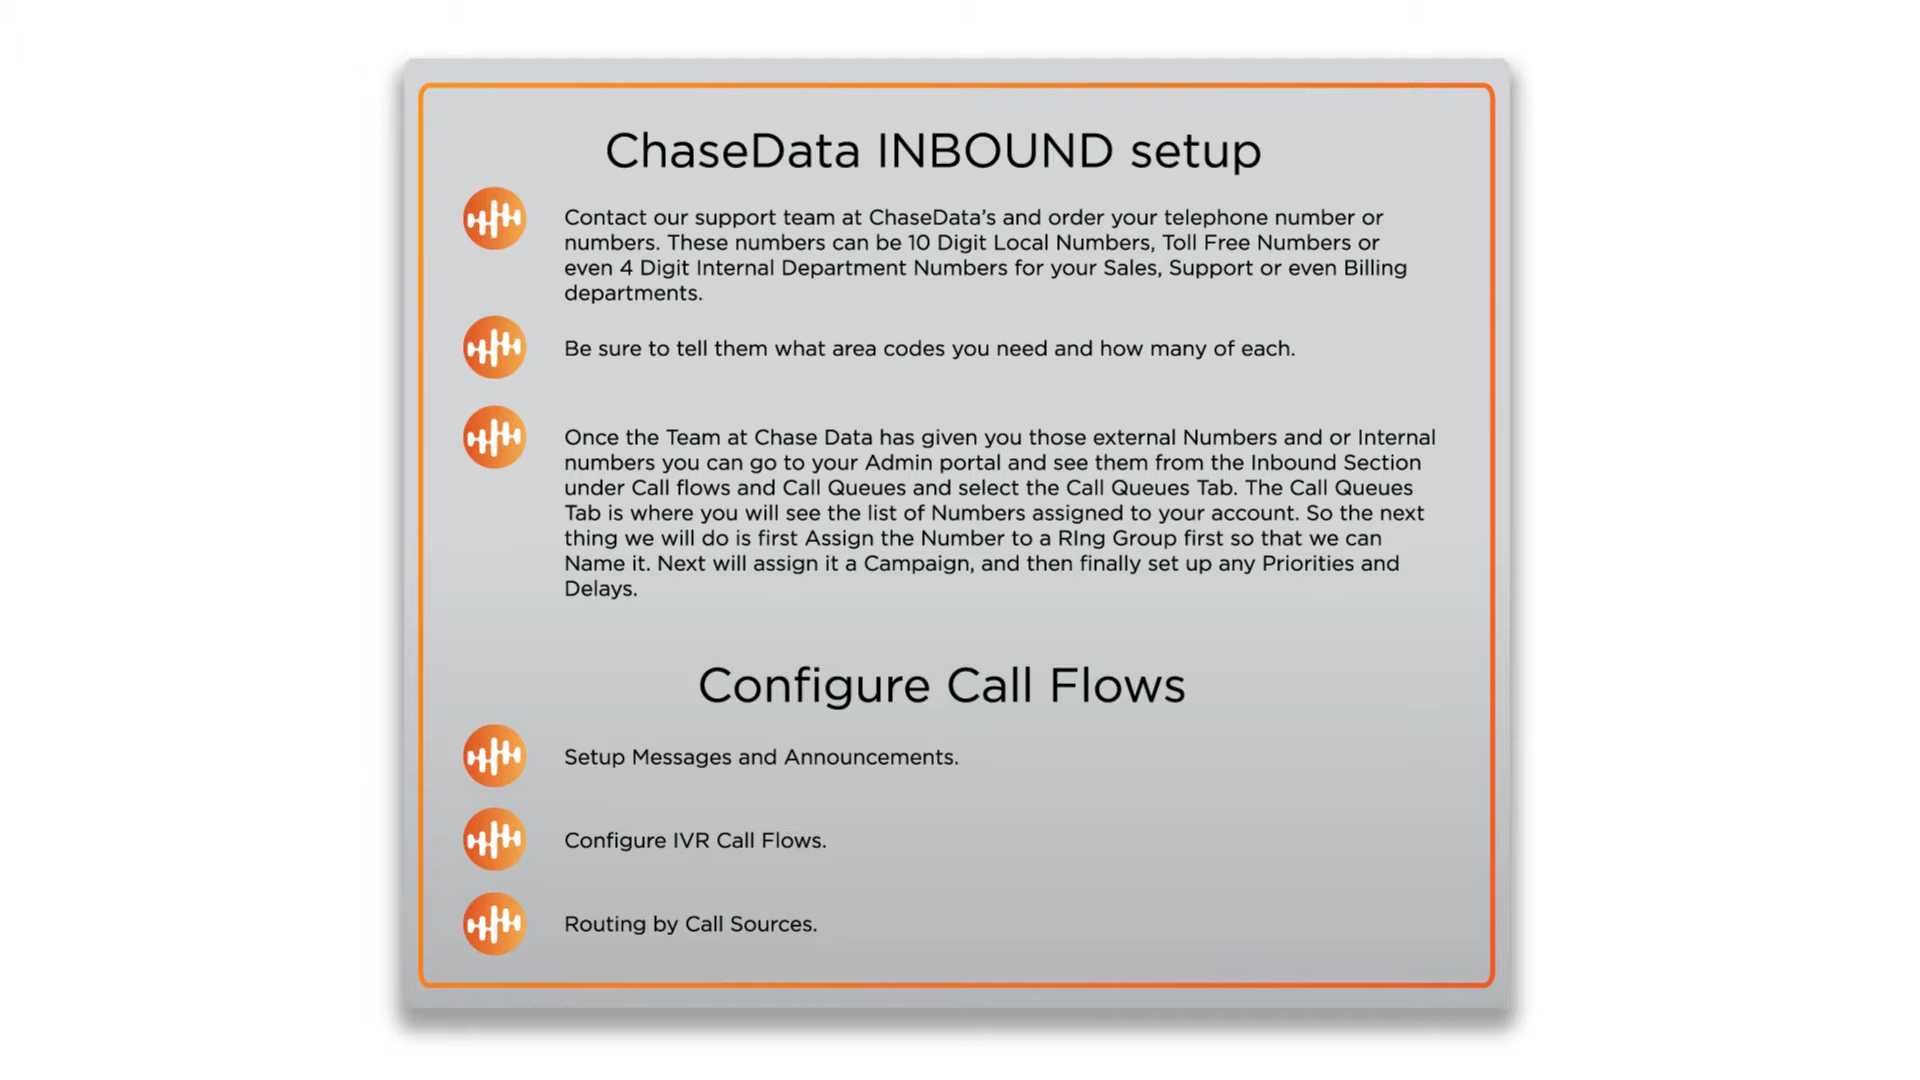 ChaseData INBOUND setup
Contact our support team at ChaseData's and order your telephone number or
numbers. These numbers can be 10 Digit Local Numbers, Toll Free Numbers or
even 4 Digit Internal Department Numbers for your Sales, Support or even Billing
departments.
Be sure to tell them what area codes you need and how many of each.
Once the Team at Chase Data has given you those external Numbers and or Internal
numbers you can go to your Admin portal and see them from the Inbound Section
under Call flows and Call Queues and select the Call Queues Tab. The Call Queues
Tab is where you will see the list of Numbers assigned to your account. So the next
thing we will do is first Assign the Number to a RIng Group first so that we can
Name it. Next will assign it a Campaign, and then finally set up any Priorities and
Delays.
Configure Call Flows
Setup Messages and Announcements.
Configure IVR Call Flows.
Routing by Call Sources.